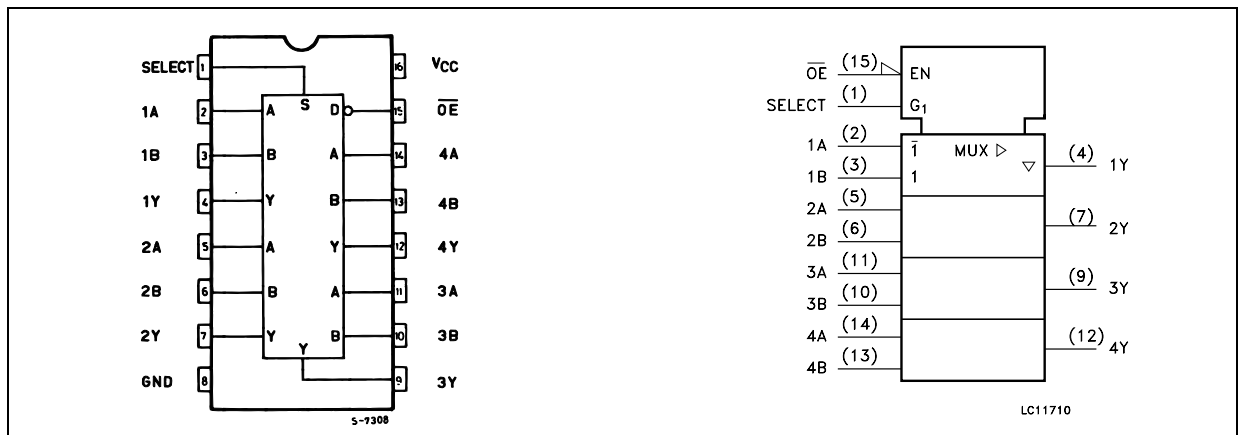 SELECT 1 16 VCC
S
1A 2 A D 15 O̅E̅
1B 3 B A 14 4A
1Y 4 Y B 13 4B
2A 5 A Y 12 4Y
2B 6 B A 11 3A
2Y 7 Y B 10 3B
Y
GND 8 9 3Y
S-7308
O̅E̅ (15) EN
SELECT (1) G1
1A (2) 1̅ MUX ▷ ▽ (4) 1Y
1B (3) 1
2A (5)
2B (6) (7) 2Y
3A (11)
3B (10) (9) 3Y
4A (14)
4B (13) (12) 4Y
LC11710